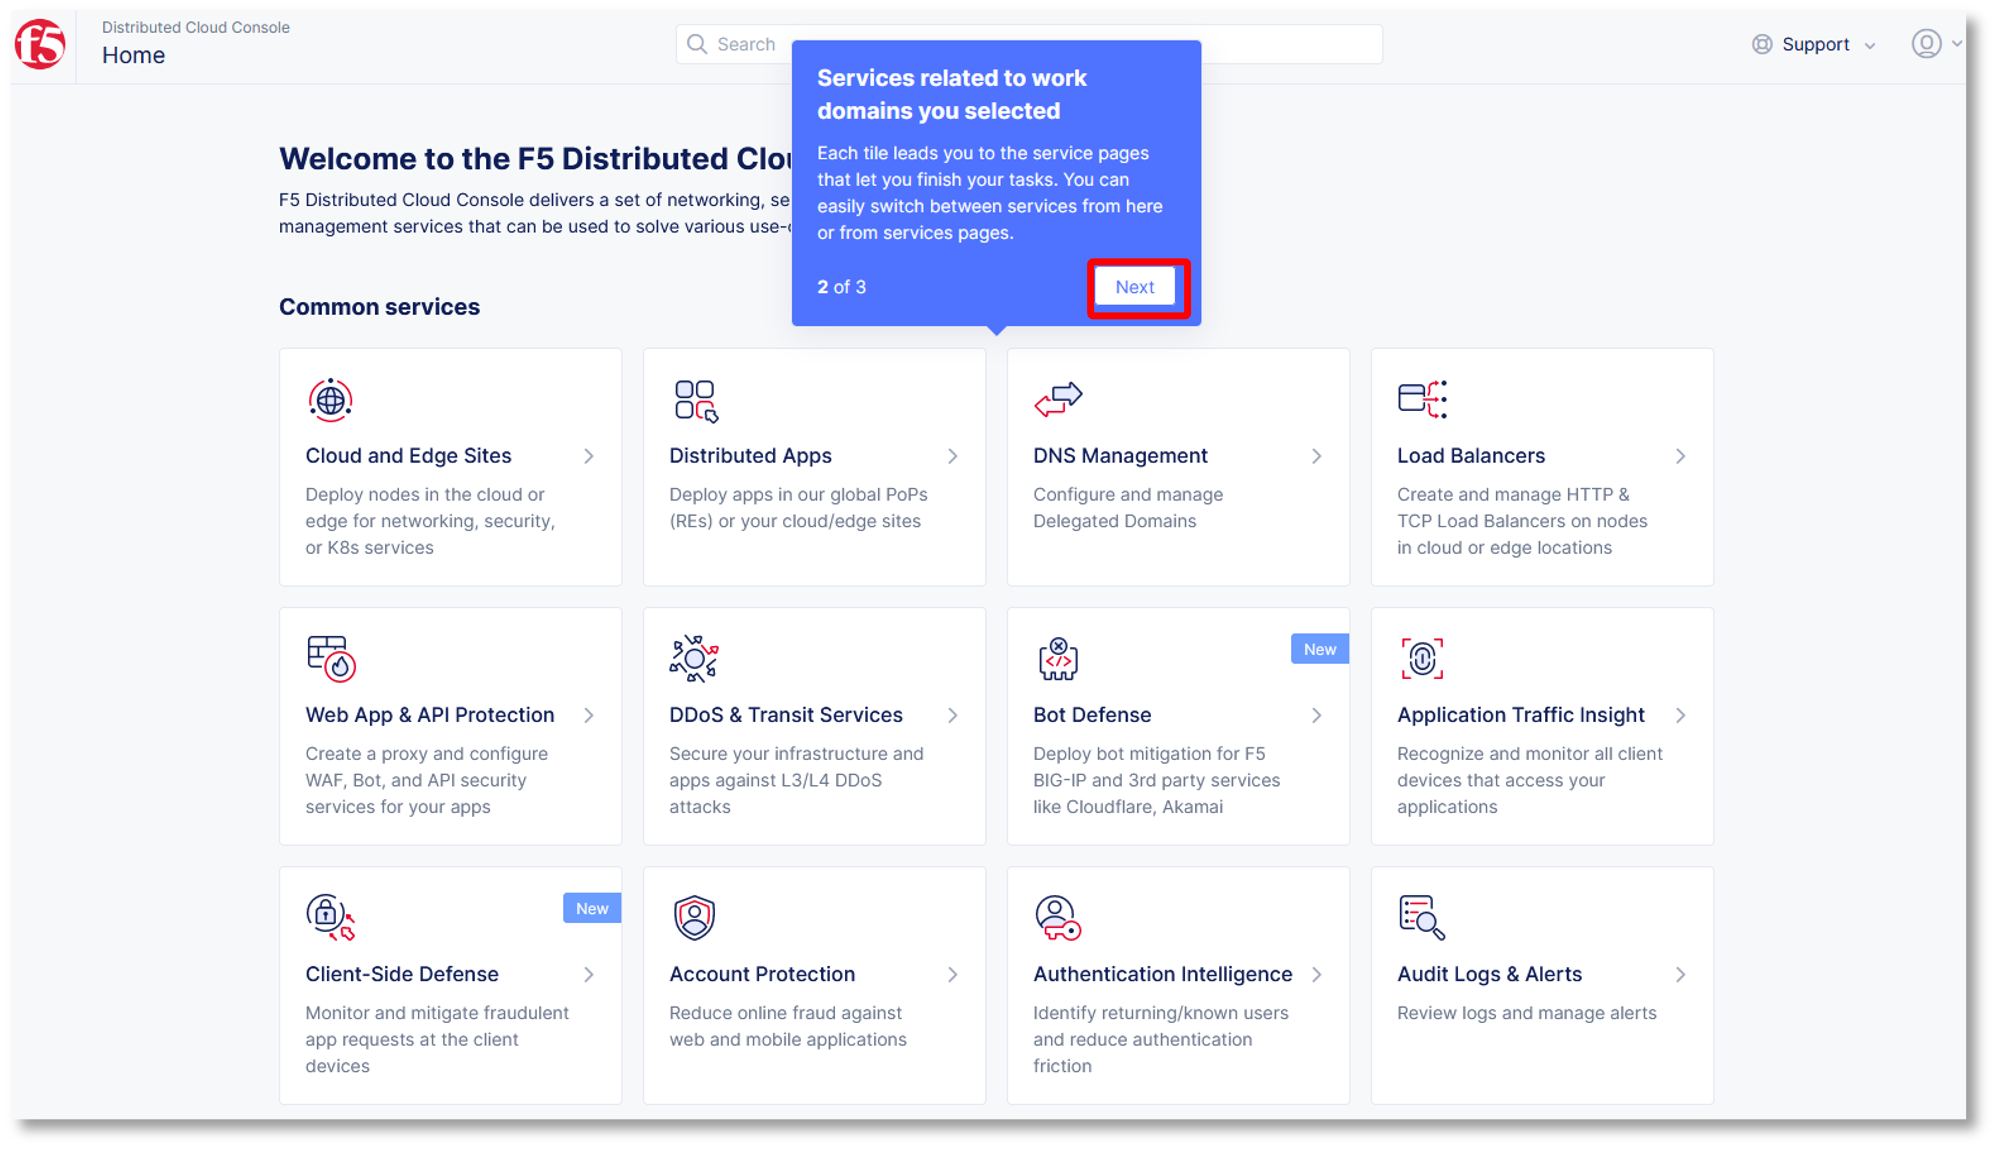 f5
Distributed Cloud Console
Home
Search
Support
Services related to work
domains you selected
Each tile leads you to the service pages
that let you finish your tasks. You can
easily switch between services from here
or from services pages.
2 of 3
Next
Welcome to the F5 Distributed
F5 Distributed Cloud Console delivers a set of networking,
management services that can be used to solve various
Common services
Cloud and Edge Sites
Deploy nodes in the cloud or
edge for networking, security,
or K8s services
Distributed Apps
Deploy apps in our global PoPs
(REs) or your cloud/edge sites
DNS Management
Configure and manage
Delegated Domains
Load Balancers
Create and manage HTTP &
TCP Load Balancers on nodes
in cloud or edge locations
Web App & API Protection
Create a proxy and configure
WAF, Bot, and API security
services for your apps
DDoS & Transit Services
Secure your infrastructure and
apps against L3/L4 DDoS
attacks
New
Bot Defense
Deploy bot mitigation for F5
BIG-IP and 3rd party services
like Cloudflare, Akamai
Application Traffic Insight
Recognize and monitor all client
devices that access your
applications
New
Client-Side Defense
Monitor and mitigate fraudulent
app requests at the client
devices
Account Protection
Reduce online fraud against
web and mobile applications
Authentication Intelligence
Identify returning/known users
and reduce authentication
friction
Audit Logs & Alerts
Review logs and manage alerts